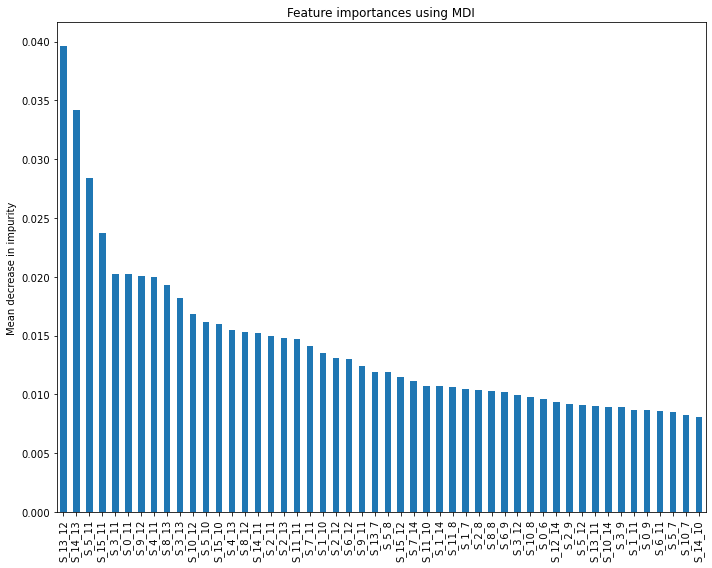 Feature importances using MDI
Mean decrease in impurity
0.040
0.035
0.030
0.025
0.020
0.015
0.010
0.005
0.000
S_13_12
S_14_13
S_5_11
S_15_11
S_3_11
S_0_11
S_9_12
S_4_11
S_8_13
S_3_13
S_10_12
S_5_10
S_15_10
S_4_13
S_8_12
S_14_11
S_2_11
S_2_13
S_11_11
S_7_11
S_1_10
S_2_12
S_6_12
S_9_11
S_13_7
S_5_8
S_15_12
S_7_14
S_11_10
S_1_14
S_11_8
S_1_7
S_2_8
S_8_8
S_6_9
S_3_12
S_10_8
S_0_6
S_12_14
S_2_9
S_5_12
S_13_11
S_10_14
S_3_9
S_1_11
S_0_9
S_6_11
S_5_7
S_10_7
S_14_10